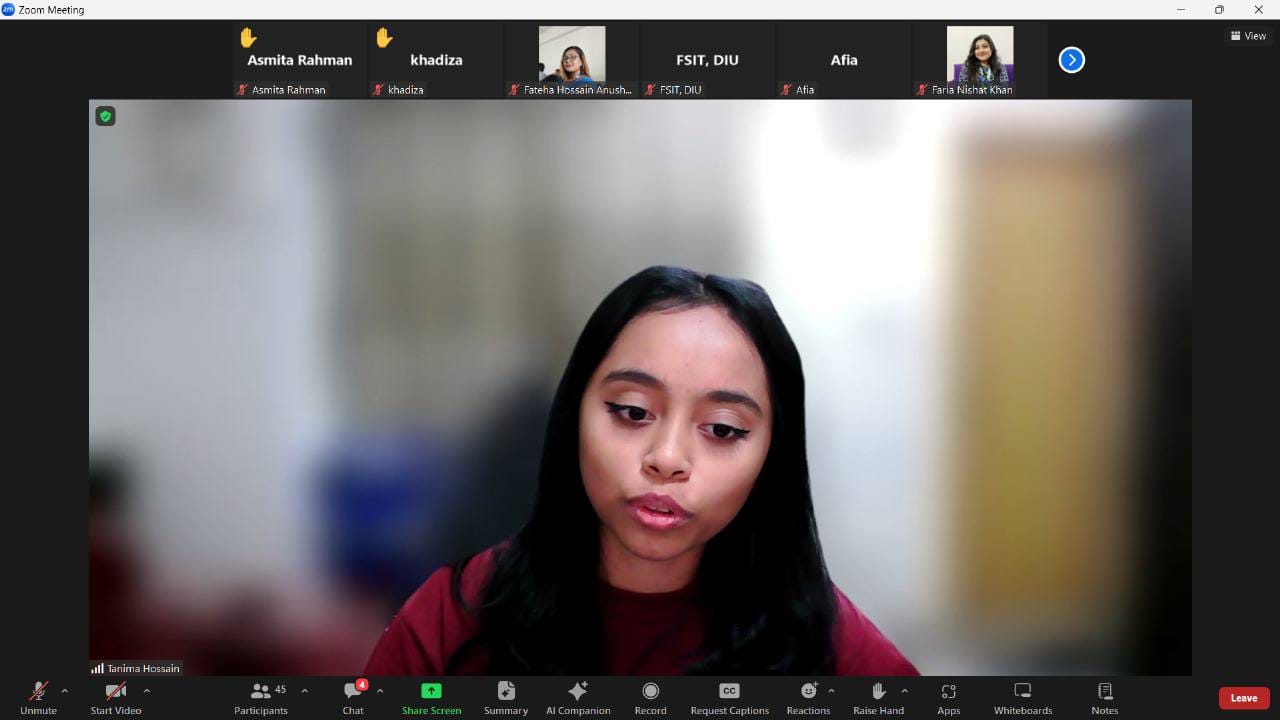 zm Zoom Meeting
View
Asmita Rahman
khadiza
FSIT, DIU
Afia
Asmita Rahman
khadiza
Fateha Hossain Anush...
FSIT, DIU
Afia
Faria Nishat Khan
Tanima Hossain
Unmute
Start Video
Participants 45
Chat 4
Share Screen
Summary
AI Companion
Record
CC Request Captions
Reactions
Raise Hand
Apps
Whiteboards
Notes
Leave